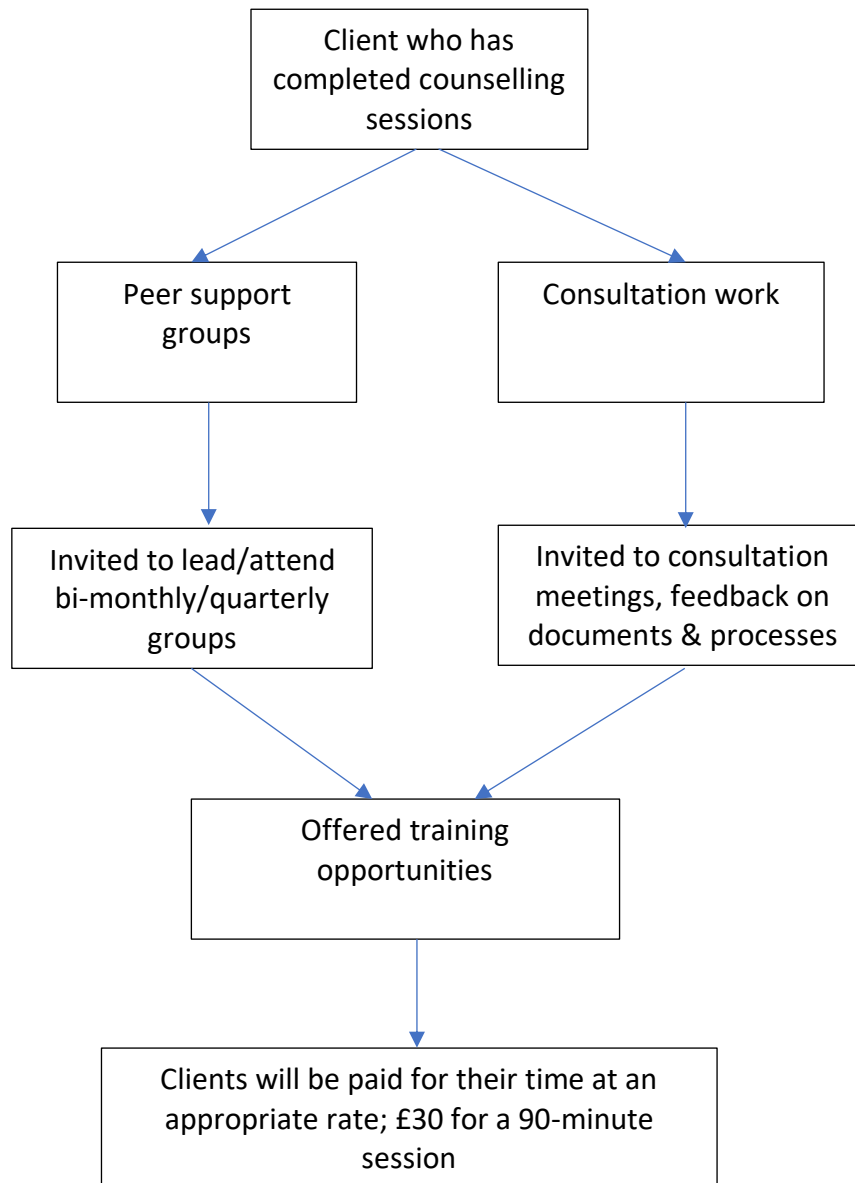 Client who has
completed counselling
sessions
Peer support
groups
Consultation work
Invited to lead/attend
bi-monthly/quarterly
groups
Invited to consultation
meetings, feedback on
documents & processes
Offered training
opportunities
Clients will be paid for their time at an
appropriate rate; £30 for a 90-minute
session